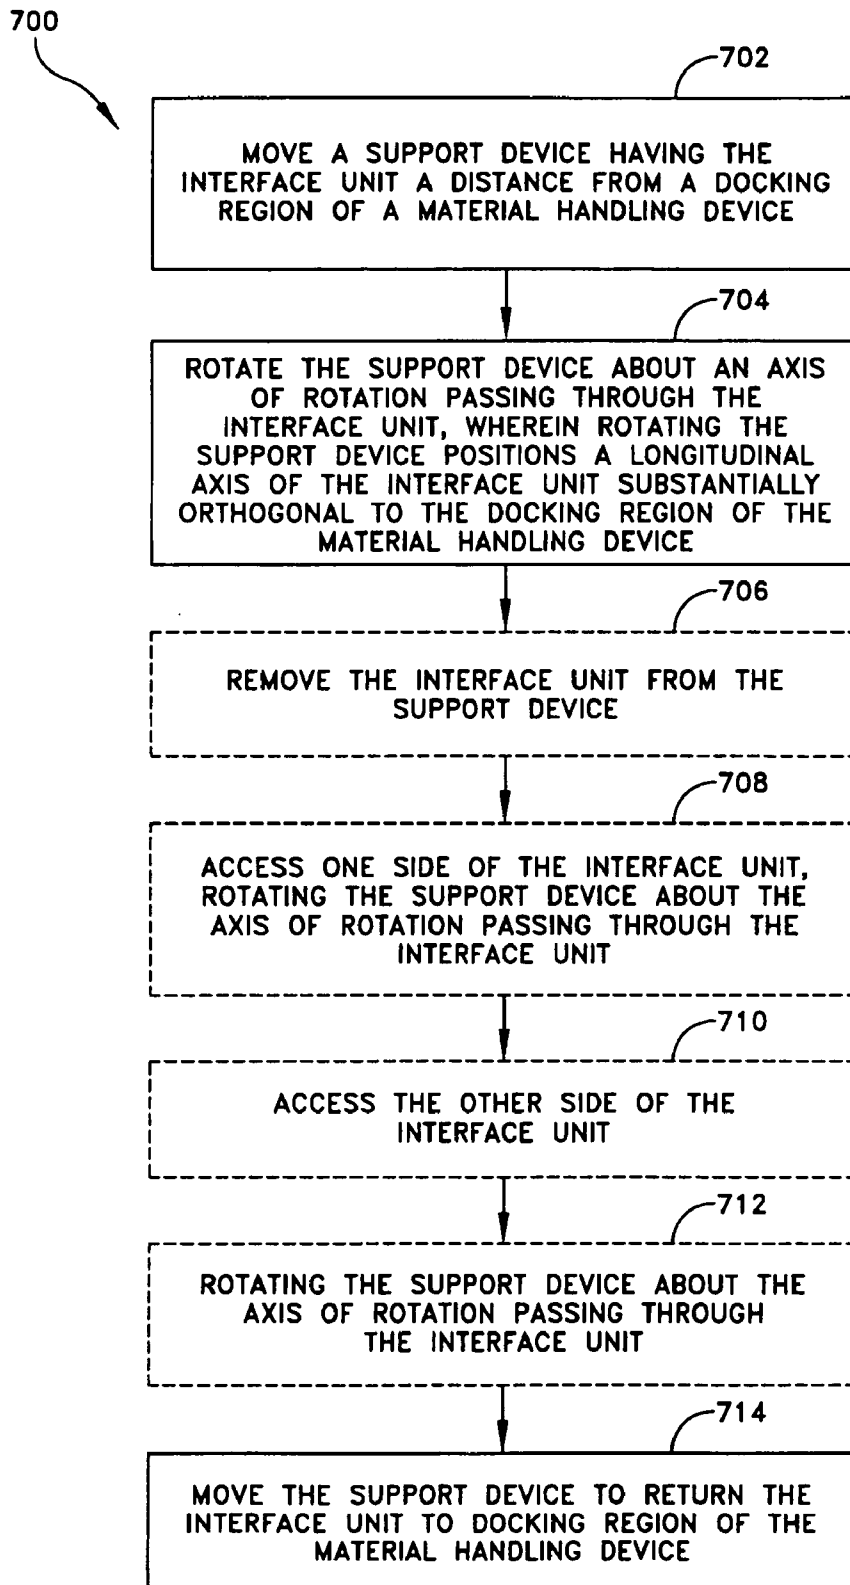 700
702
MOVE A SUPPORT DEVICE HAVING THE
INTERFACE UNIT A DISTANCE FROM A DOCKING
REGION OF A MATERIAL HANDLING DEVICE
704
ROTATE THE SUPPORT DEVICE ABOUT AN AXIS
OF ROTATION PASSING THROUGH THE
INTERFACE UNIT, WHEREIN ROTATING THE
SUPPORT DEVICE POSITIONS A LONGITUDINAL
AXIS OF THE INTERFACE UNIT SUBSTANTIALLY
ORTHOGONAL TO THE DOCKING REGION OF THE
MATERIAL HANDLING DEVICE
706
REMOVE THE INTERFACE UNIT FROM THE
SUPPORT DEVICE
708
ACCESS ONE SIDE OF THE INTERFACE UNIT,
ROTATING THE SUPPORT DEVICE ABOUT THE
AXIS OF ROTATION PASSING THROUGH THE
INTERFACE UNIT
710
ACCESS THE OTHER SIDE OF THE
INTERFACE UNIT
712
ROTATING THE SUPPORT DEVICE ABOUT THE
AXIS OF ROTATION PASSING THROUGH
THE INTERFACE UNIT
714
MOVE THE SUPPORT DEVICE TO RETURN THE
INTERFACE UNIT TO DOCKING REGION OF THE
MATERIAL HANDLING DEVICE